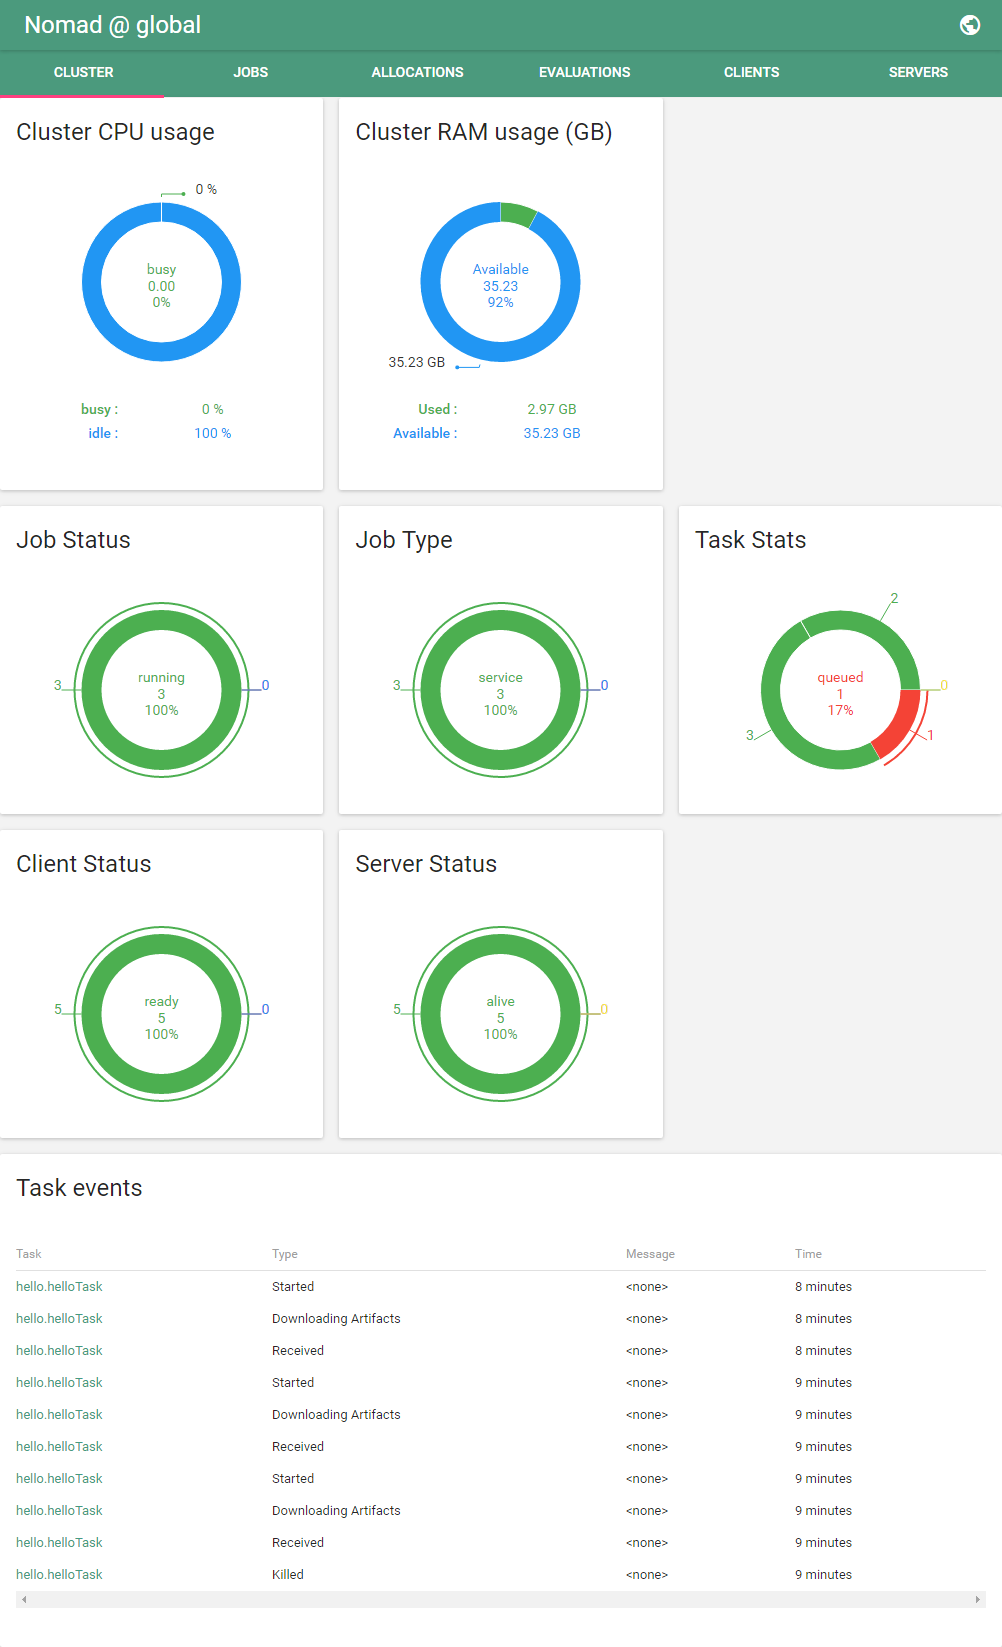 Nomad @ global
CLUSTER JOBS ALLOCATIONS EVALUATIONS CLIENTS SERVERS
Cluster CPU usage
0 %
busy
0.00
0%
busy : 0 %
idle : 100 %
Cluster RAM usage (GB)
Available
35.23
92%
35.23 GB
Used : 2.97 GB
Available : 35.23 GB
Job Status
3
running
3
100%
0
Job Type
3
service
3
100%
0
Task Stats
2
queued
1
17%
0
3
1
Client Status
5
ready
5
100%
0
Server Status
5
alive
5
100%
0
Task events
Task Type Message Time
hello.helloTask Started <none> 8 minutes
hello.helloTask Downloading Artifacts <none> 8 minutes
hello.helloTask Received <none> 8 minutes
hello.helloTask Started <none> 9 minutes
hello.helloTask Downloading Artifacts <none> 9 minutes
hello.helloTask Received <none> 9 minutes
hello.helloTask Started <none> 9 minutes
hello.helloTask Downloading Artifacts <none> 9 minutes
hello.helloTask Received <none> 9 minutes
hello.helloTask Killed <none> 9 minutes